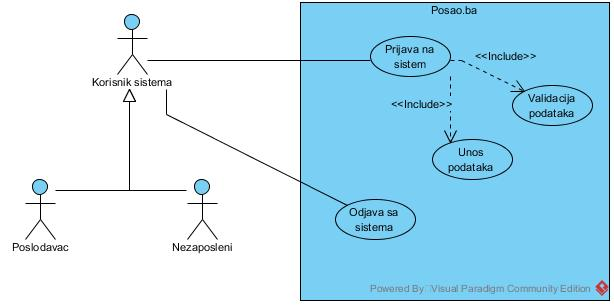 Posao.ba
Prijava na
sistem
<<Include>>
Korisnik sistema
Validacija
podataka
<<Include>>
Unos
podataka
Odjava sa
sistema
Poslodavac
Nezaposleni
Powered By Visual Paradigm Community Edition